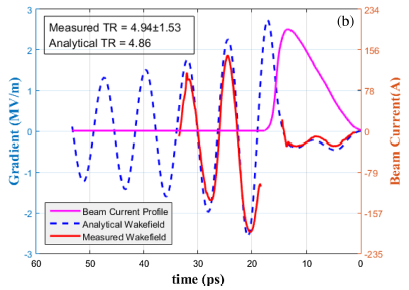 3
2
1
0
-1
-2
-3
Gradient (MV/m)
Measured TR = 4.94±1.53
Analytical TR = 4.86
(b)
Beam Current Profile
Analytical Wakefield
Measured Wakefield
234
156
78
0
-78
-157
-235
Beam Current(A)
60
50
40
30
20
10
0
time (ps)